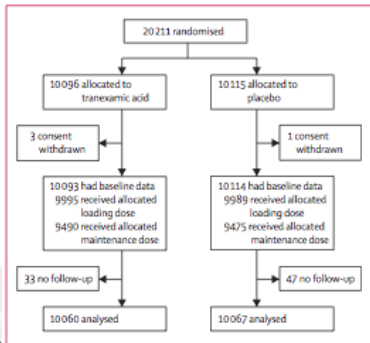 20211 randomised
10096 allocated to
tranexamic acid
10115 allocated to
placebo
3 consent
withdrawn
1 consent
withdrawn
10093 had baseline data
9995 received allocated
loading dose
9490 received allocated
maintenance dose
10114 had baseline data
9989 received allocated
loading dose
9475 received allocated
maintenance dose
33 no follow-up
47 no follow-up
10060 analysed
10067 analysed